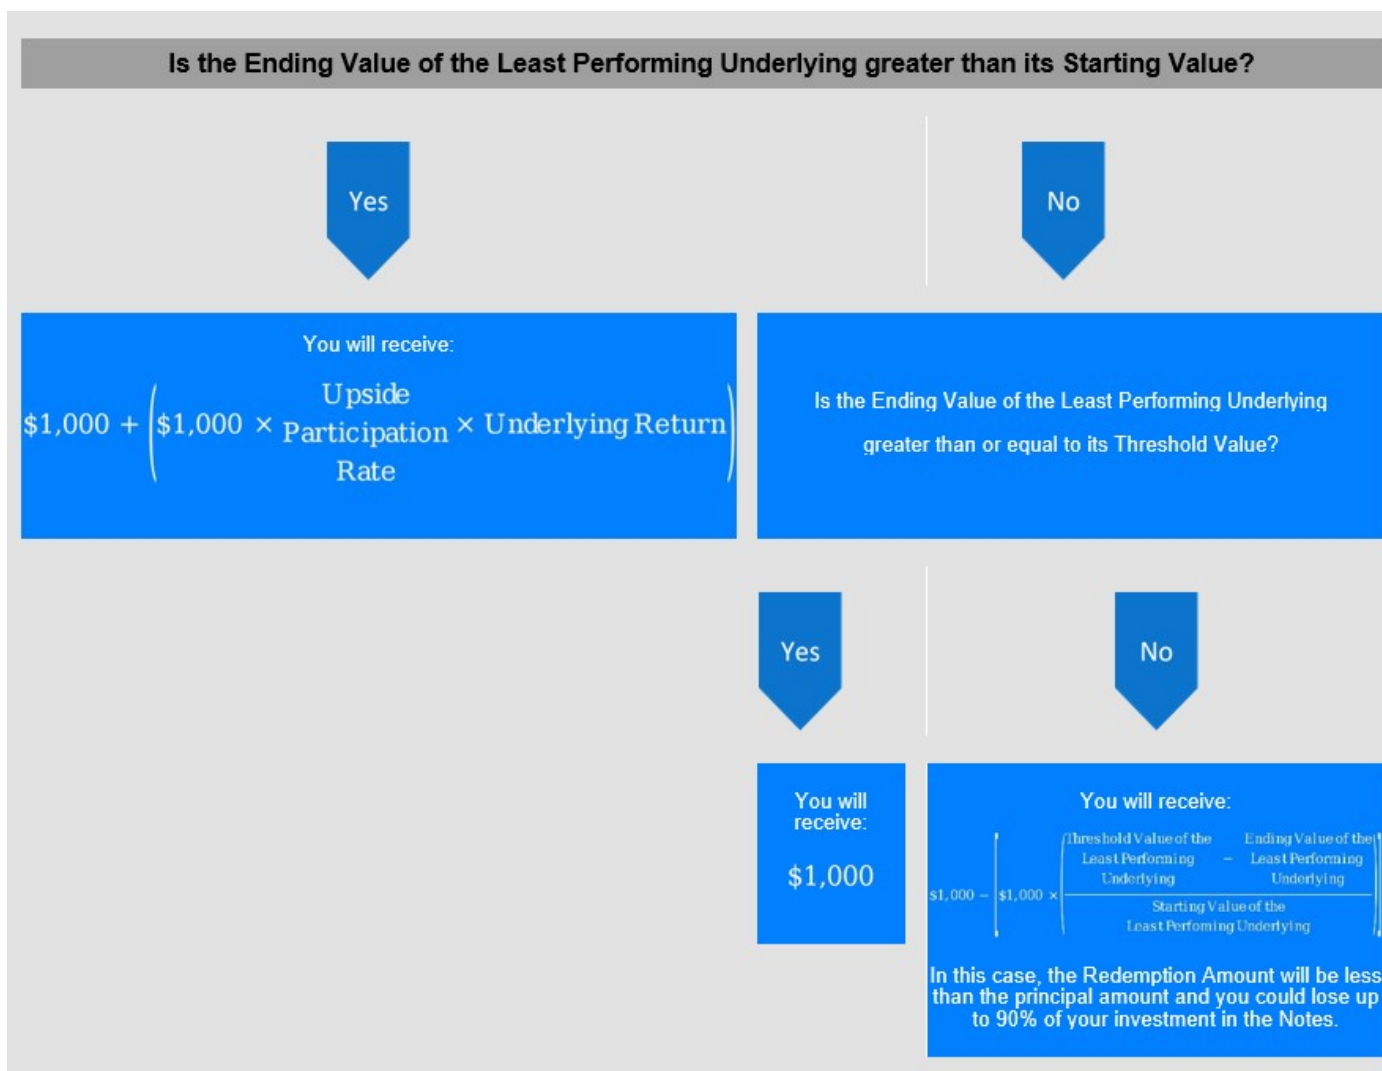 Is the Ending Value of the Least Performing Underlying greater than its Starting Value?
Yes
No
You will receive:
$1,000 + ($1,000 × Upside Participation Rate × Underlying Return)
Is the Ending Value of the Least Performing Underlying
greater than or equal to its Threshold Value?
Yes
No
You will
receive:
$1,000
You will receive:
$1,000 − [$1,000 × (
Threshold Value of the
Least Performing
Underlying
−
Ending Value of the
Least Performing
Underlying
Starting Value of the
Least Perfoming Underlying
)]
In this case, the Redemption Amount will be less
than the principal amount and you could lose up
to 90% of your investment in the Notes.